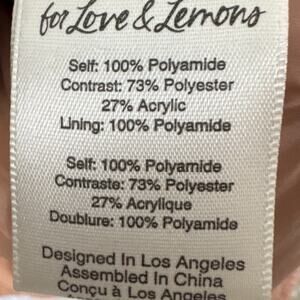 for Love & Lemons
Self: 100% Polyamide
Contrast: 73% Polyester
27% Acrylic
Lining: 100% Polyamide
Self: 100% Polyamide
Contraste: 73% Polyester
27% Acrylique
Doublure: 100% Polyamide
Designed In Los Angeles
Assembled In China
Conçu à Los Angeles